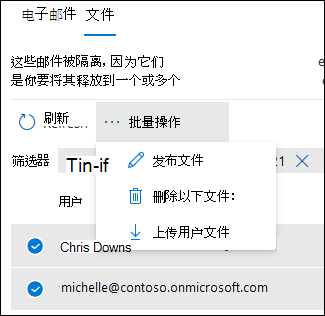 电子邮件 文件
这些邮件被隔离,因为它们
是你要将其释放到一个或多个
刷新 ··· 批量操作
筛选器 Tin-if 21
发布文件
用户 删除以下文件:
上传用户文件
Chris Downs
michelle@contoso.onmicrosoft.com